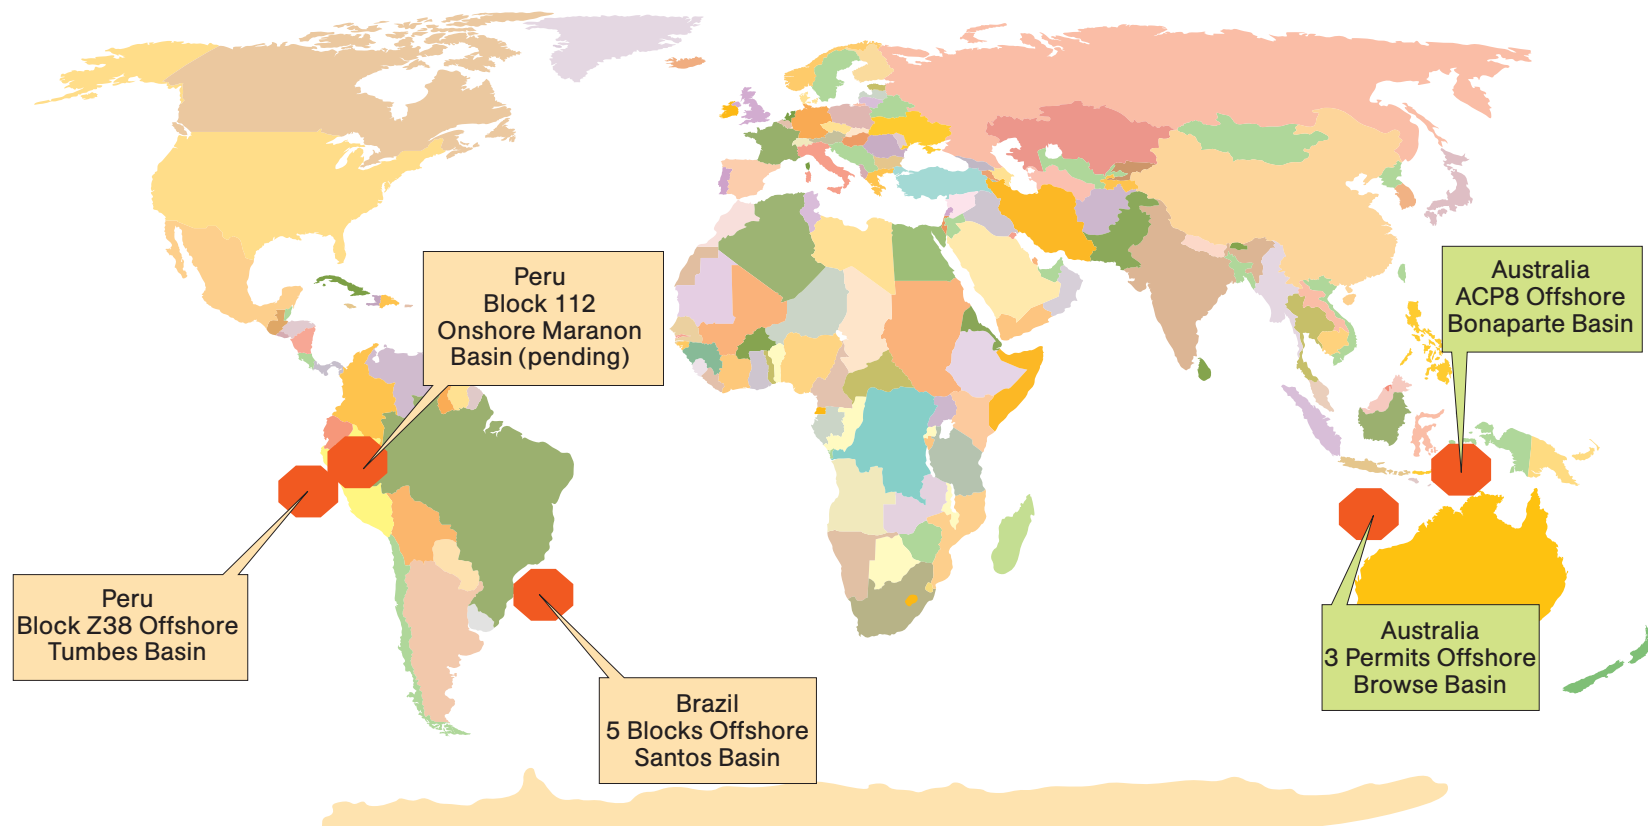 Peru
Block 112
Onshore Maranon
Basin (pending)
Australia
ACP8 Offshore
Bonaparte Basin
Peru
Block Z38 Offshore
Tumbes Basin
Australia
3 Permits Offshore
Browse Basin
Brazil
5 Blocks Offshore
Santos Basin